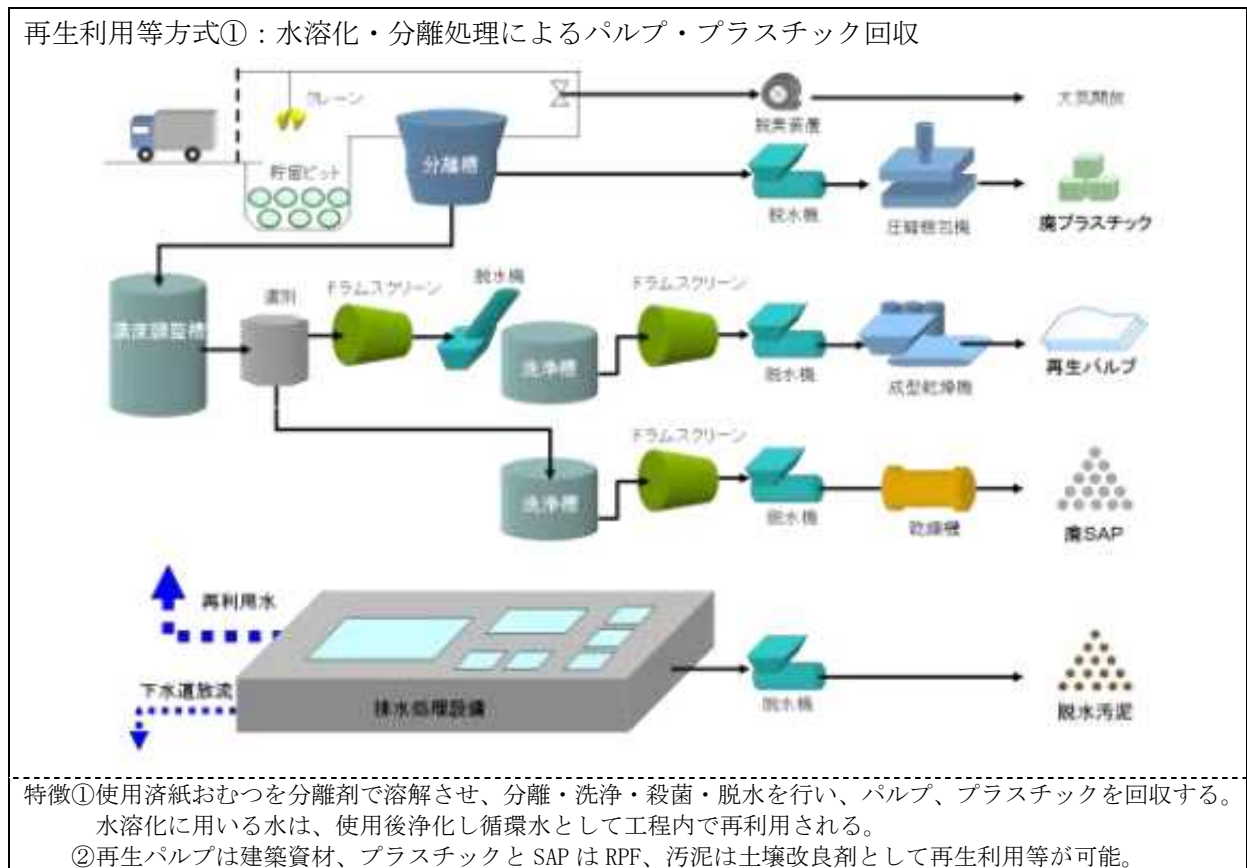 再生利用等方式①：水溶化・分離処理によるパルプ・プラスチック回収
クレーン
脱臭装置
大気開放
貯留ピット
分離槽
脱水機
圧縮梱包機
廃プラスチック
濃度調整槽
選別
ドラムスクリーン
脱水機
洗浄槽
ドラムスクリーン
脱水機
成型乾燥機
再生パルプ
洗浄槽
ドラムスクリーン
脱水機
乾燥機
廃SAP
再利用水
下水道放流
排水処理設備
脱水機
脱水汚泥
特徴①使用済紙おむつを分離剤で溶解させ、分離・洗浄・殺菌・脱水を行い、パルプ、プラスチックを回収する。
水溶化に用いる水は、使用後浄化し循環水として工程内で再利用される。
②再生パルプは建築資材、プラスチックと SAP は RPF、汚泥は土壌改良剤として再生利用等が可能。